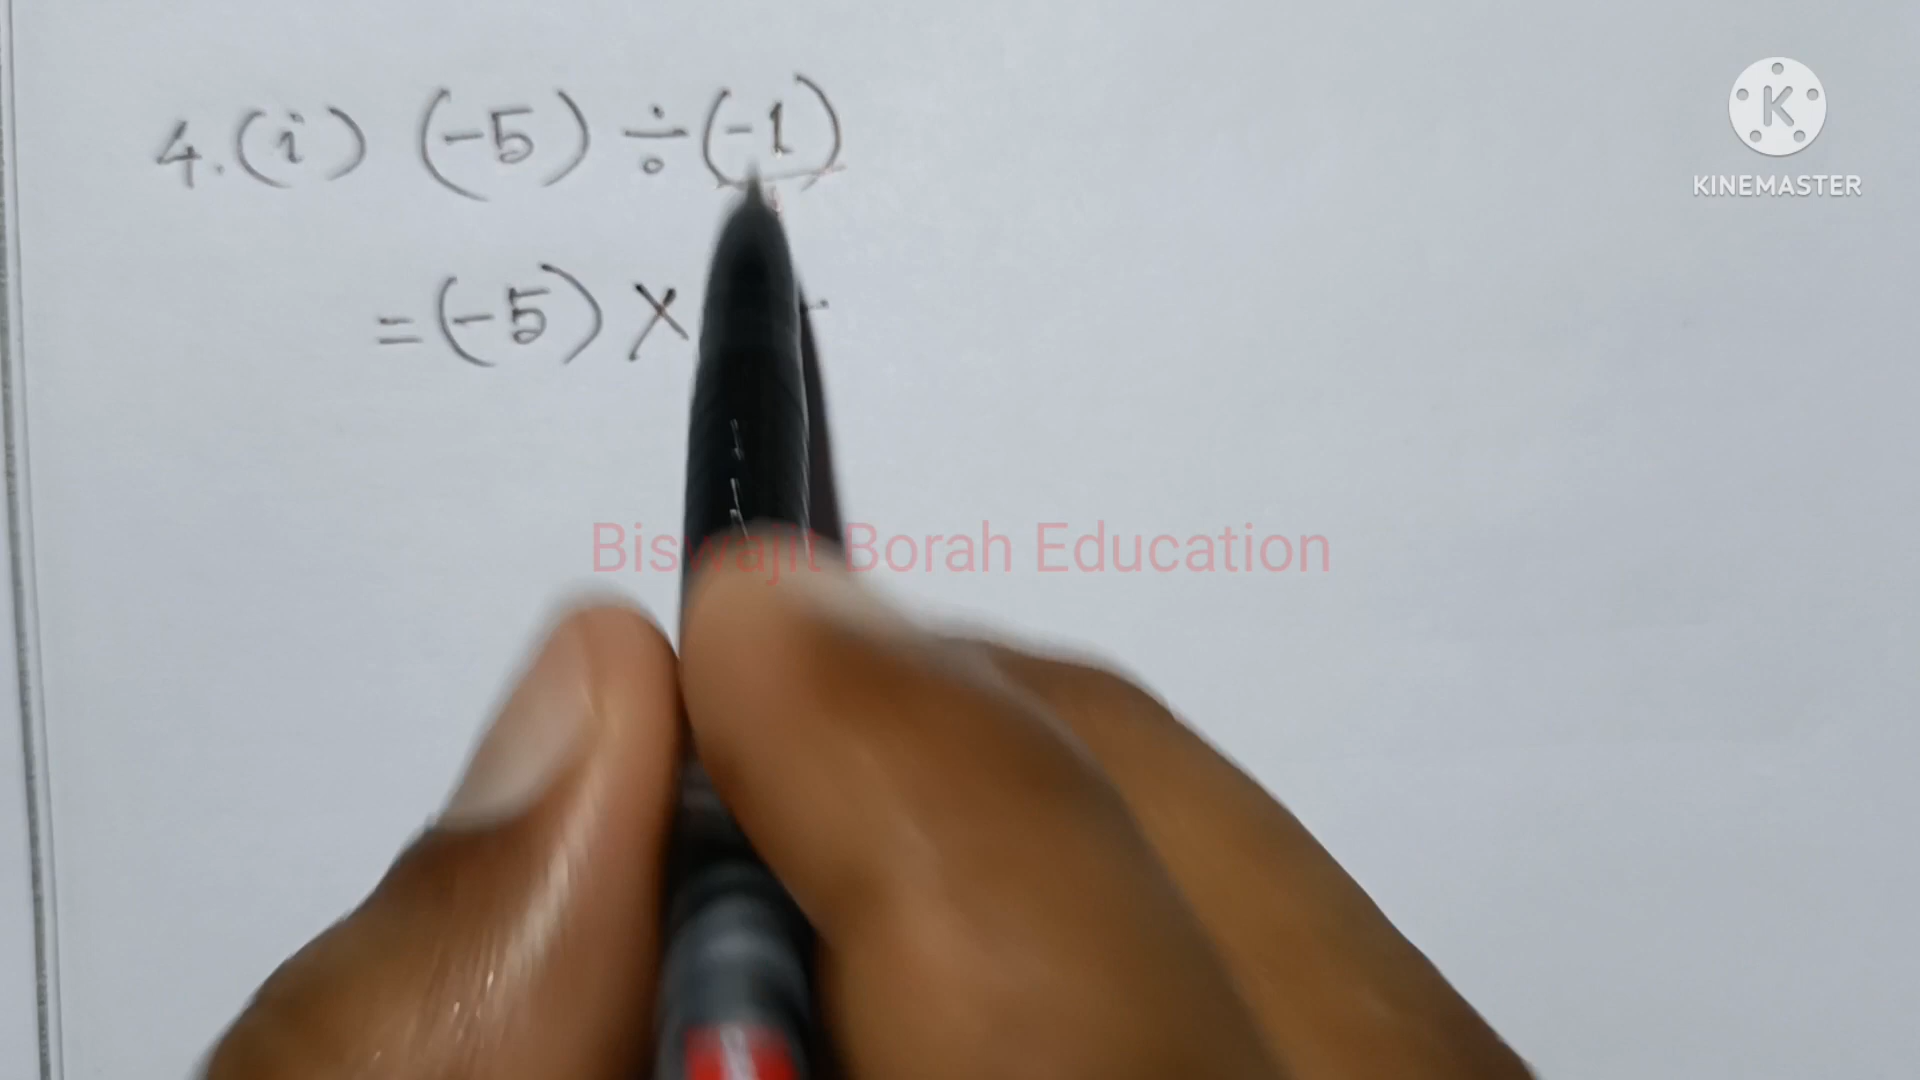 4.(i) (-5) ÷ (-1)
= (-5) ×
K
KINEMASTER
Biswajit Borah Education